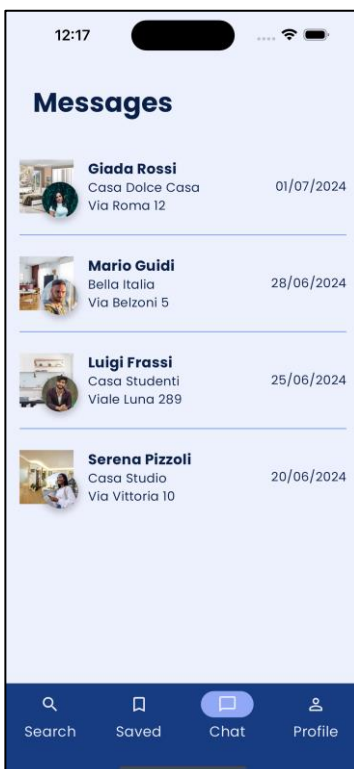 12:17
Messages
Giada Rossi
Casa Dolce Casa
Via Roma 12
01/07/2024
Mario Guidi
Bella Italia
Via Belzoni 5
28/06/2024
Luigi Frassi
Casa Studenti
Viale Luna 289
25/06/2024
Serena Pizzoli
Casa Studio
Via Vittoria 10
20/06/2024
Search Saved Chat Profile